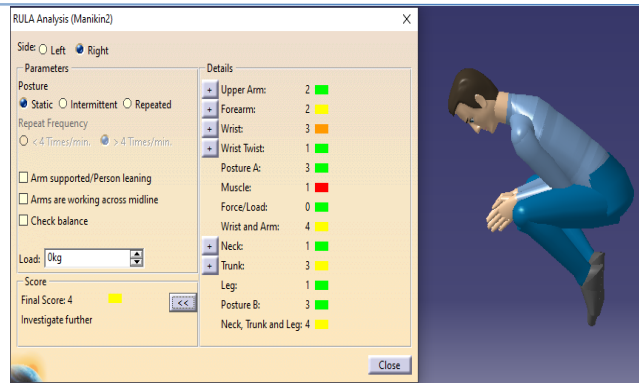 RULA Analysis (Manikin2)
Side: Left Right
Parameters
Posture
Static Intermittent Repeated
Repeat Frequency
< 4 Times/min. > 4 Times/min.
Arm supported/Person leaning
Arms are working across midline
Check balance
Load: 0kg
Score
Final Score: 4
<<
Investigate further
Details
+ Upper Arm: 2
+ Forearm: 2
+ Wrist: 3
+ Wrist Twist: 1
Posture A: 3
Muscle: 1
Force/Load: 0
Wrist and Arm: 4
+ Neck: 1
+ Trunk: 3
Leg: 1
Posture B: 3
Neck, Trunk and Leg: 4
Close